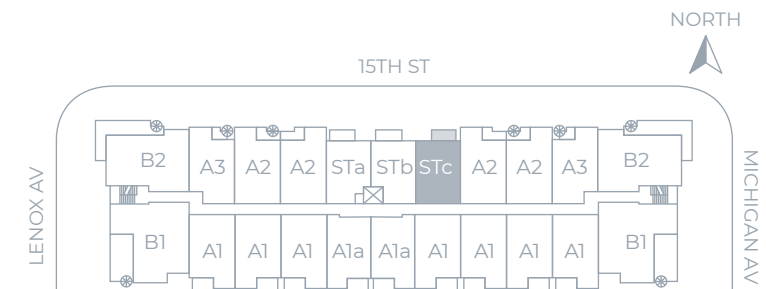 NORTH
15TH ST
LENOX AV
MICHIGAN AV
B2 A3 A2 A2 STa STb STc A2 A2 A3 B2
B1 A1 A1 A1 A1a A1a A1 A1 A1 A1 B1